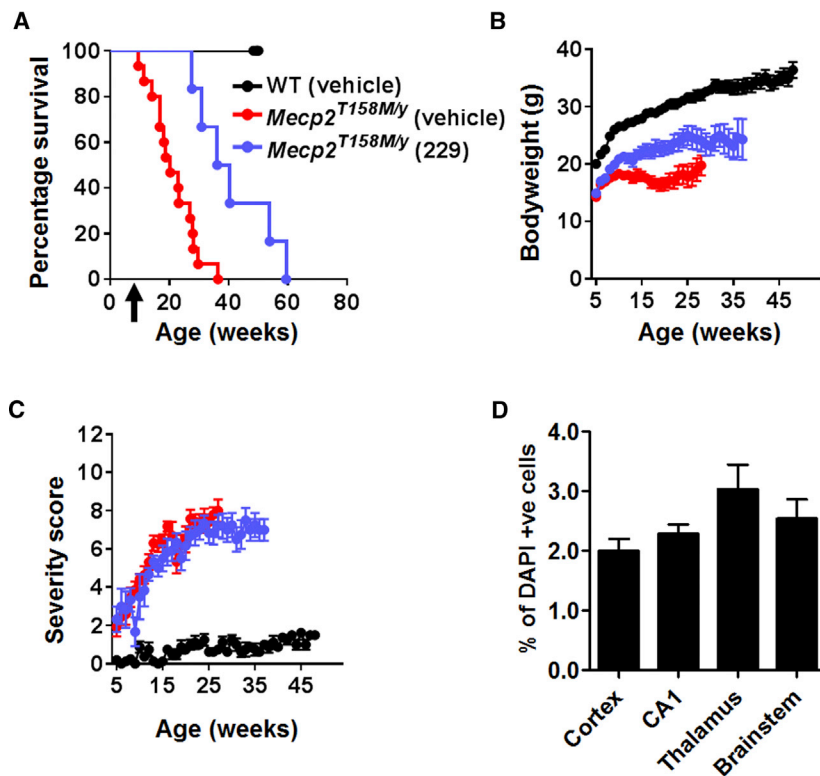 A
Percentage survival
100
80
60
40
20
0
0 20 40 60 80
Age (weeks)
WT (vehicle)
Mecp2T158M/y (vehicle)
Mecp2T158M/y (229)
B
Bodyweight (g)
40
30
20
10
0
5 15 25 35 45
Age (weeks)
C
Severity score
12
10
8
6
4
2
0
5 15 25 35 45
Age (weeks)
D
% of DAPI +ve cells
4.0
3.0
2.0
1.0
0.0
Cortex
CA1
Thalamus
Brainstem